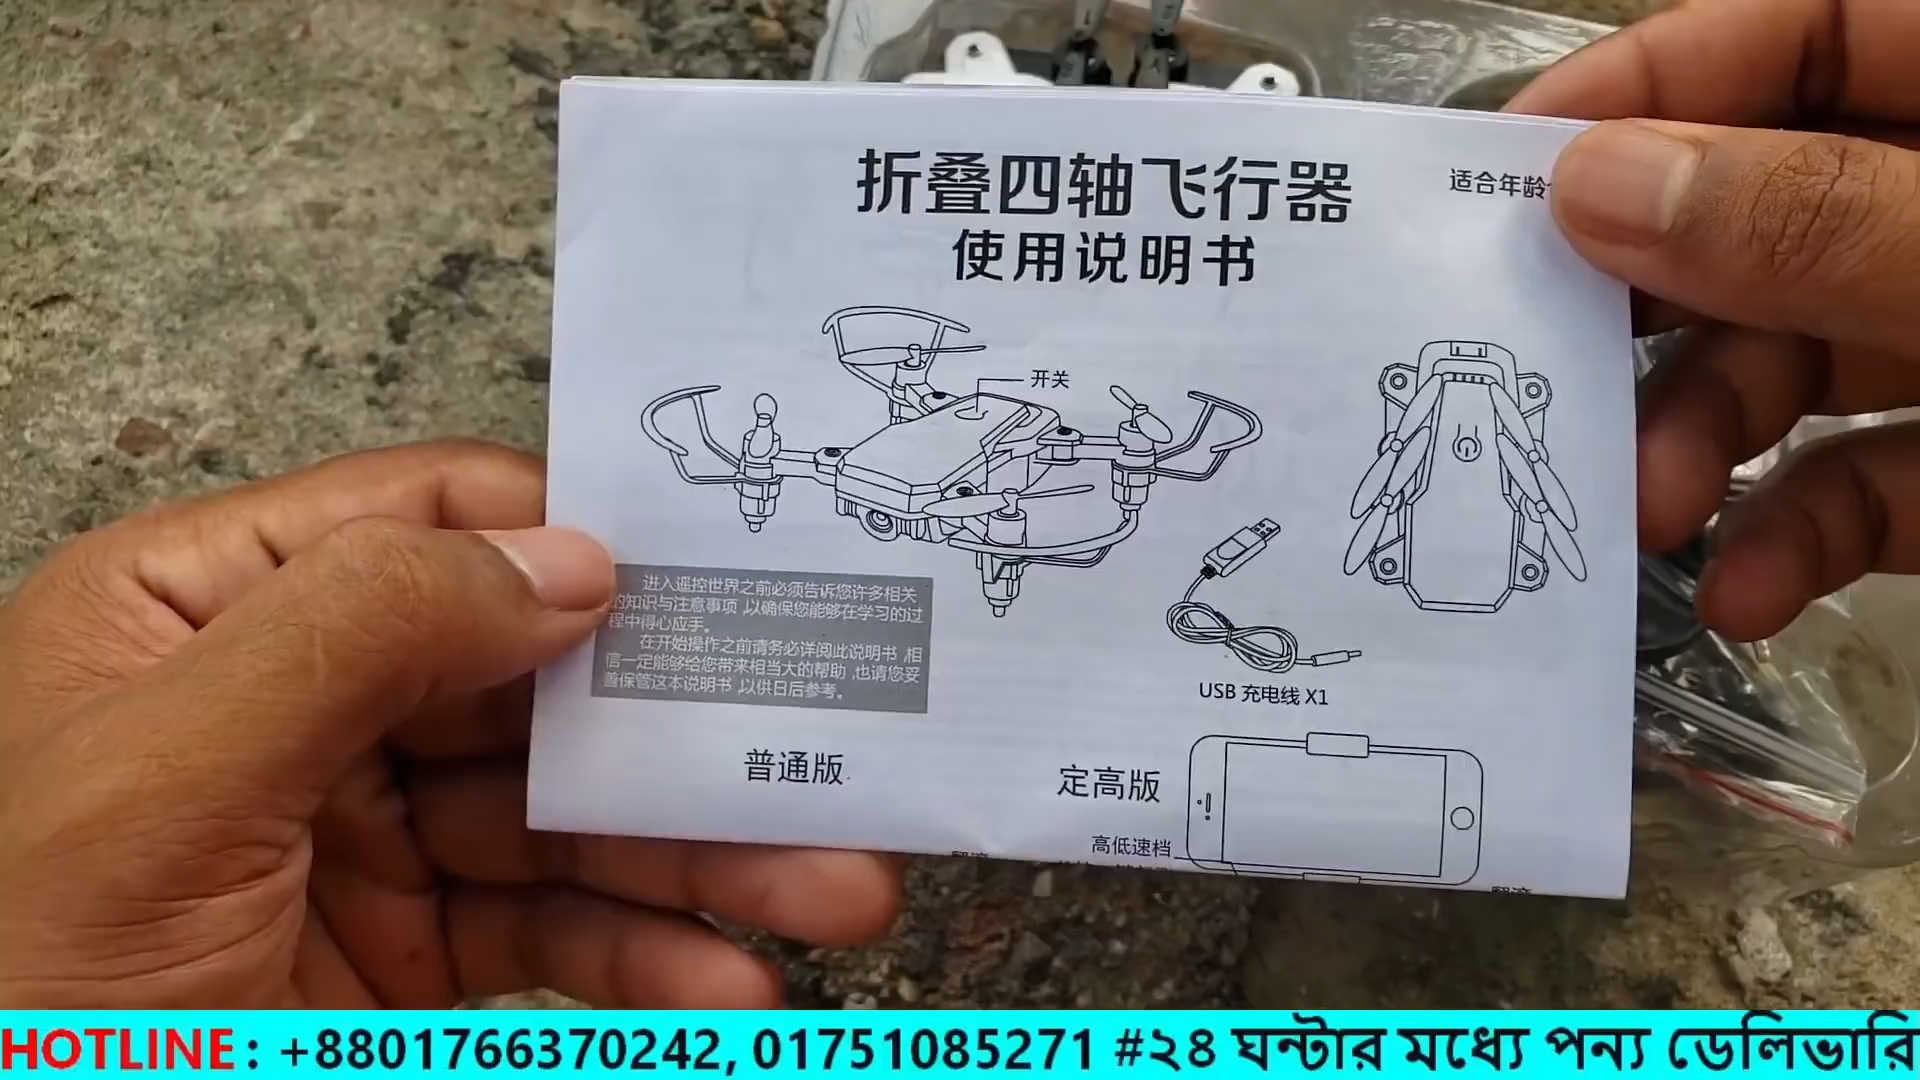 折叠四轴飞行器
使用说明书
适合年龄
开关
进入遥控世界之前必须告诉您许多相关
的知识与注意事项,以确保您能够在学习的过
程中得心应手。
在开始操作之前请务必详阅此说明书,相
信一定能够给您带来相当大的帮助,也请您妥
善保管这本说明书,以供日后参考。
USB 充电线 X1
普通版
定高版
高低速档
HOTLINE: +8801766370242, 01751085271 #২৪ ঘন্টার মধ্যে পন্য ডেলিভারি